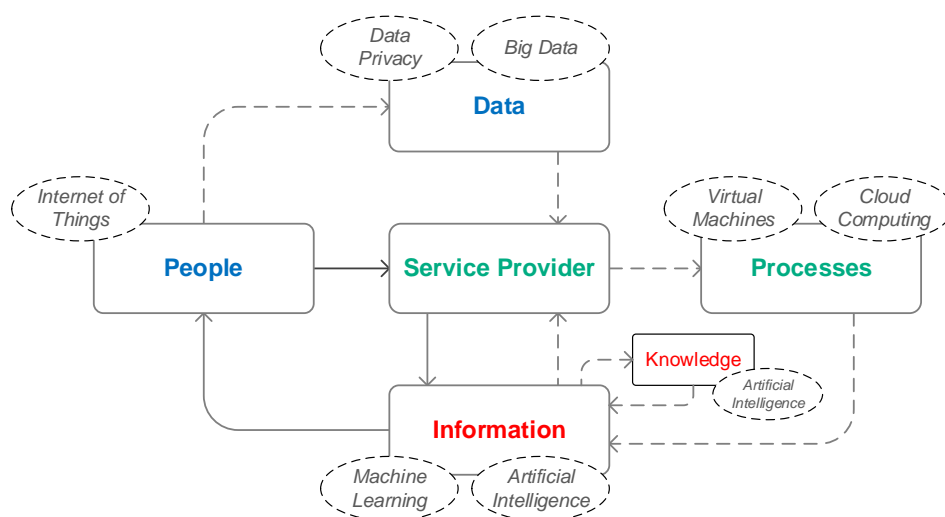 Data
Privacy
Big Data
Data
Internet of
Things
Virtual
Machines
Cloud
Computing
People
Service Provider
Processes
Knowledge
Artificial
Intelligence
Information
Machine
Learning
Artificial
Intelligence